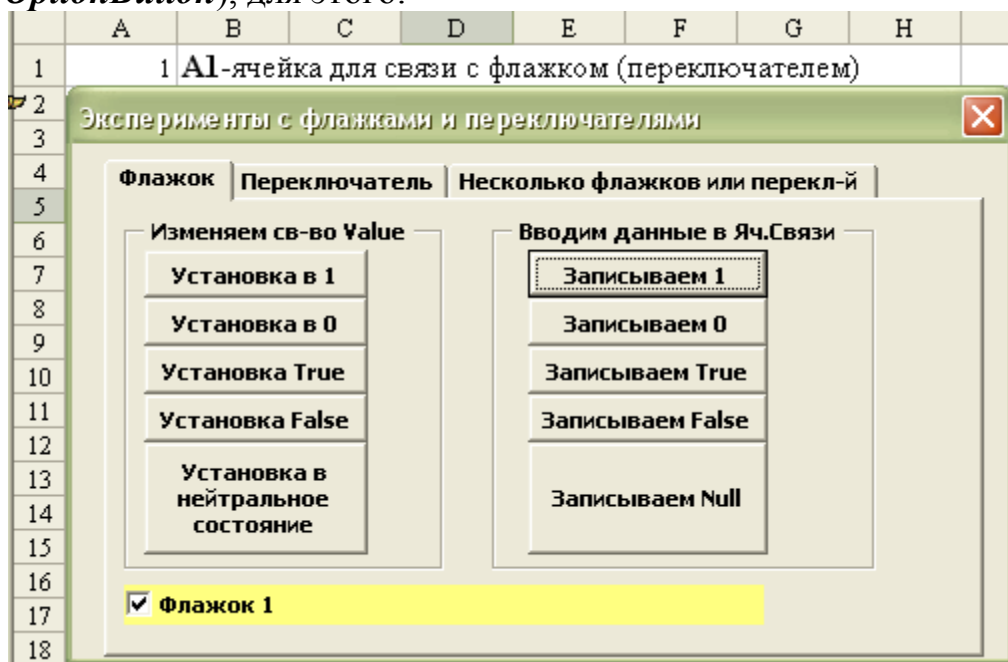 для этого:
A B C D E F G H
1 1 A1-ячейка для связи с флажком (переключателем)
2
3
4
5
6
7
8
9
10
11
12
13
14
15
16
17
18
Эксперименты с флажками и переключателями
Флажок Переключатель Несколько флажков или перекл-й
Изменяем св-во Value
Установка в 1
Установка в 0
Установка True
Установка False
Установка в
нейтральное
состояние
Вводим данные в Яч.Связи
Записываем 1
Записываем 0
Записываем True
Записываем False
Записываем Null
Флажок 1